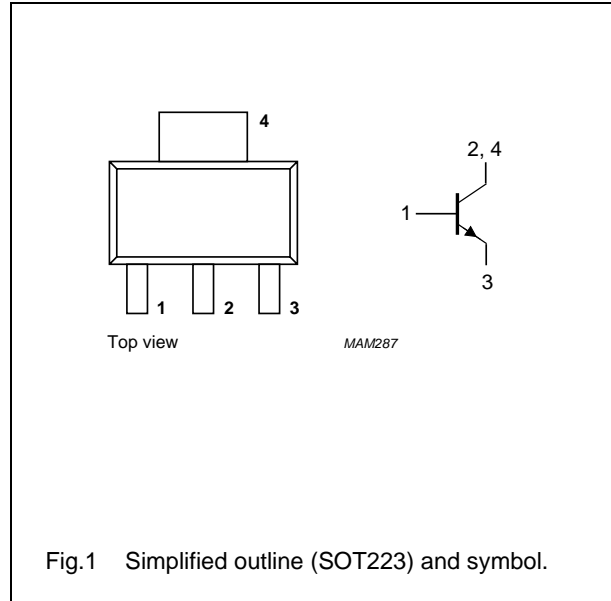 4
1 2 3
Top view
2, 4
1
3
MAM287
Fig.1 Simplified outline (SOT223) and symbol.